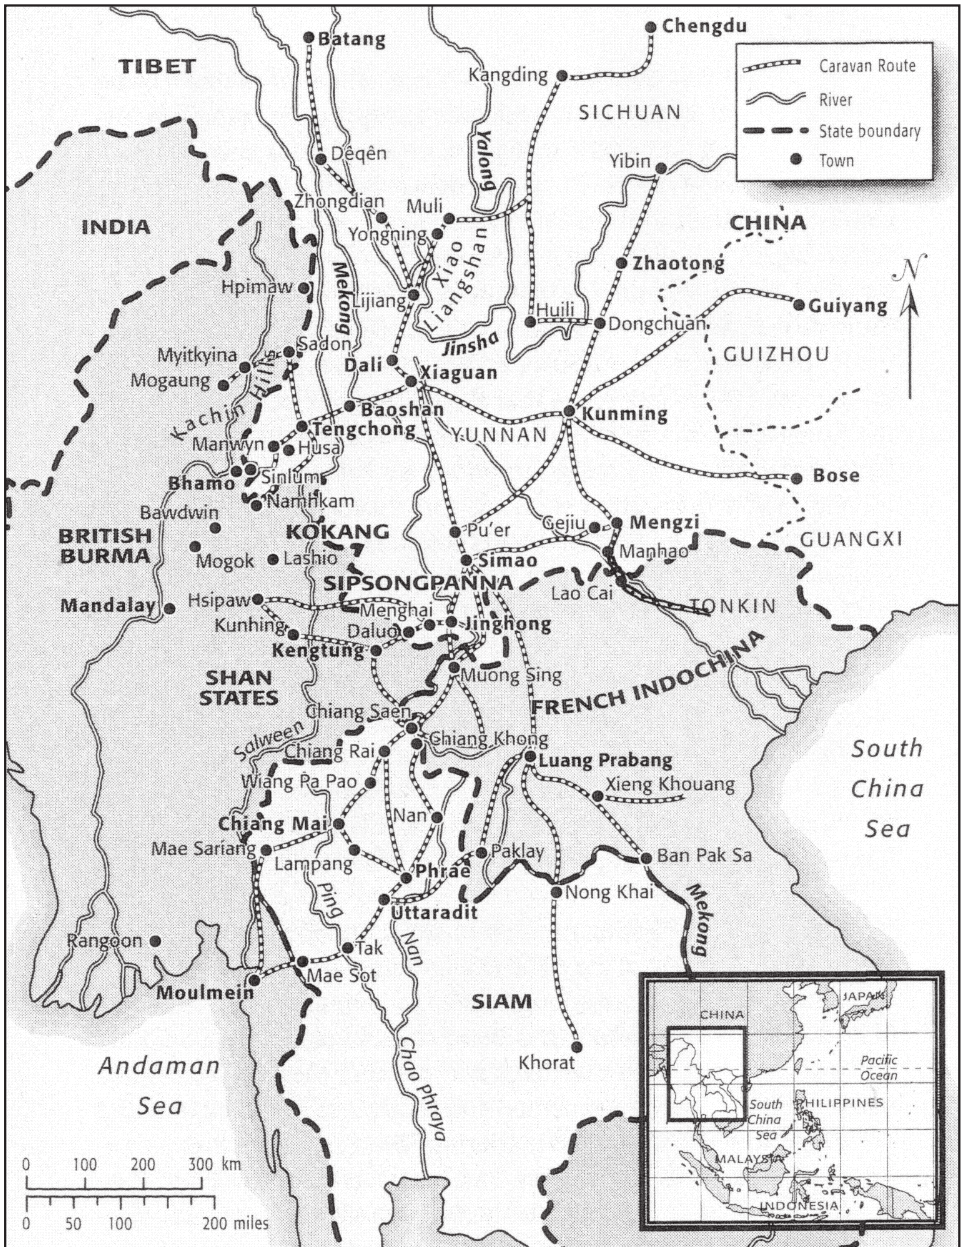 Batang
Chengdu
TIBET
Kangding
SICHUAN
Caravan Route
River
State boundary
Town
Yalong
Dêqên
Yibin
Zhongdian
Muli
INDIA
Yongning
CHINA
Xiao
Liangshan
Zhaotong
N
Mekong
Hpimaw
Lijiang
Guiyang
Huili
Dongchuan
Jinsha
Sadon
Myitkyina
Dali
GUIZHOU
Mogaung
Xiaguan
Kachin Hills
Baoshan
Kunming
Tengchong
YUNNAN
Manwyn
Husa
Bhamo
Sinlum
Bose
Namhkam
Bawdwin
BRITISH
BURMA
KOKANG
Pu'er
Gejiu
Mengzi
GUANGXI
Mogok
Lashio
Simao
Manhao
SIPSONGPANNA
Lao Cai
TONKIN
Mandalay
Hsipaw
Menghai
Kunhing
Daluo
Jinghong
Kengtung
SHAN
STATES
Muong Sing
FRENCH INDOCHINA
Chiang Saen
Salween
Chiang Rai
Chiang Khong
Luang Prabang
South
China
Sea
Wiang Pa Pao
Xieng Khouang
Chiang Mai
Nan
Mae Sariang
Lampang
Paklay
Ban Pak Sa
Phrae
Ping
Uttaradit
Nong Khai
Mekong
Nan
Rangoon
Tak
Mae Sot
Moulmein
SIAM
Khorat
Andaman
Sea
Chao Phraya
CHINA
JAPAN
Pacific
Ocean
South
China
Sea
PHILIPPINES
MALAYSIA
INDONESIA
0 100 200 300 km
0 50 100 200 miles